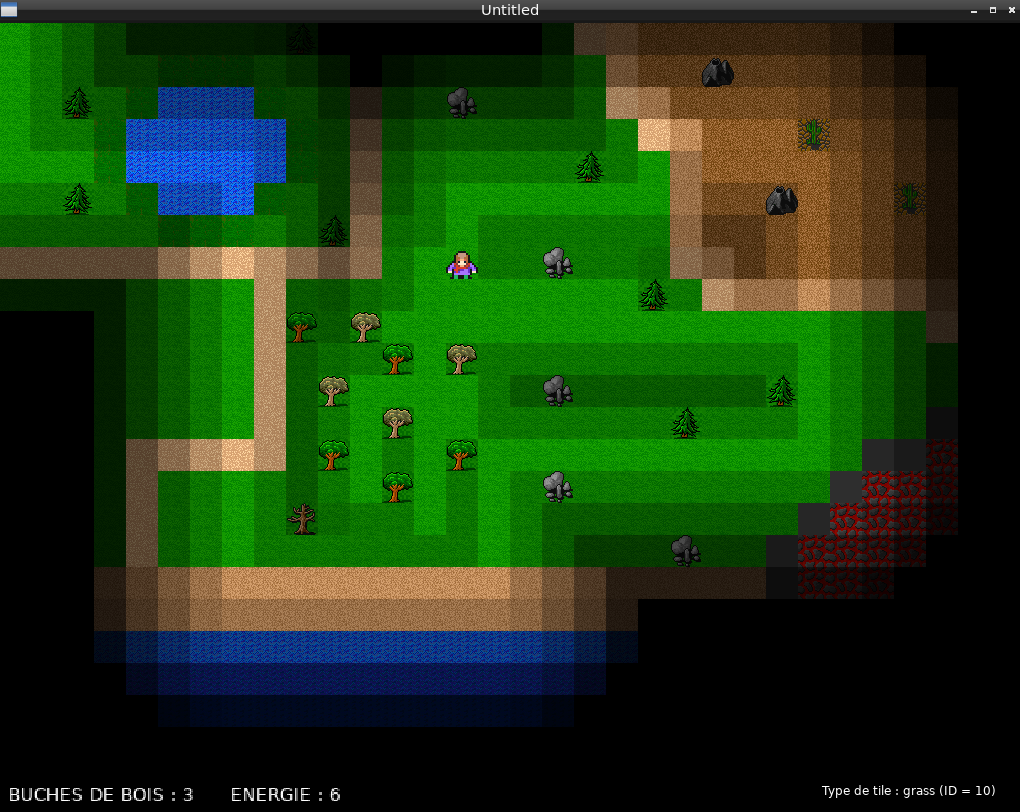 Untitled
BUCHES DE BOIS : 3 ENERGIE : 6
Type de tile : grass (ID = 10)